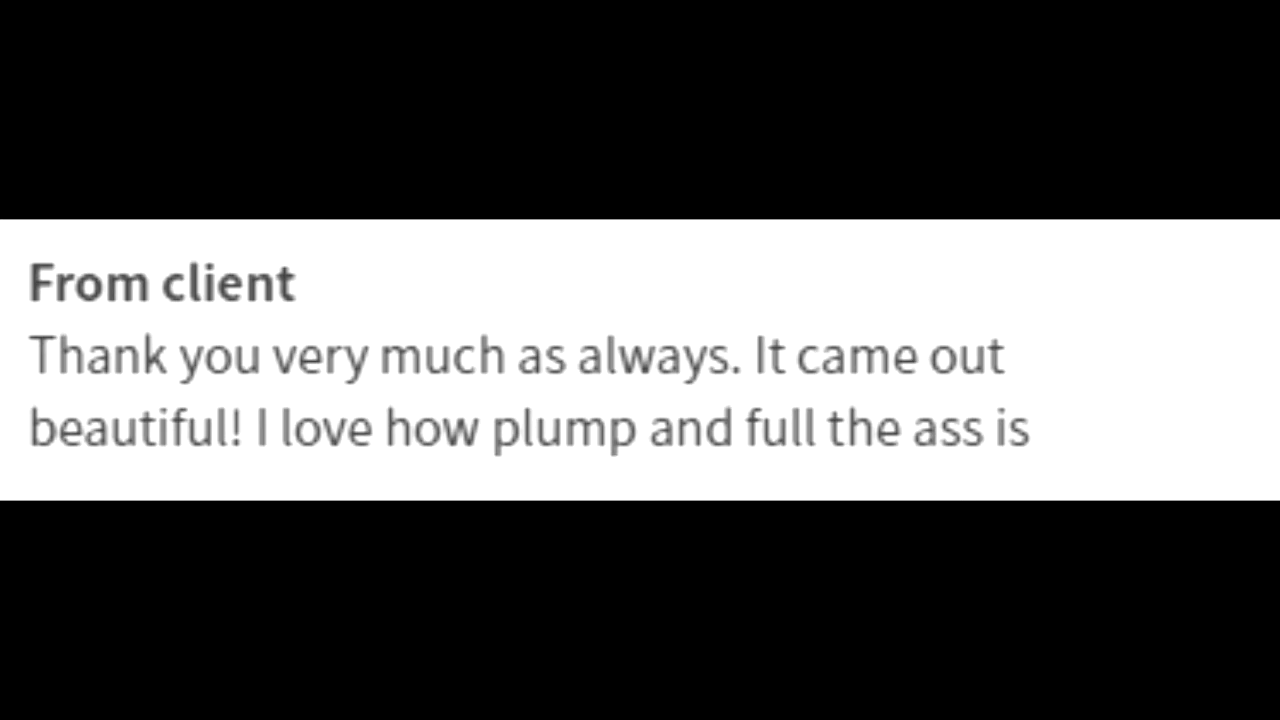 From client
Thank you very much as always. It came out
beautiful! I love how plump and full the ass is